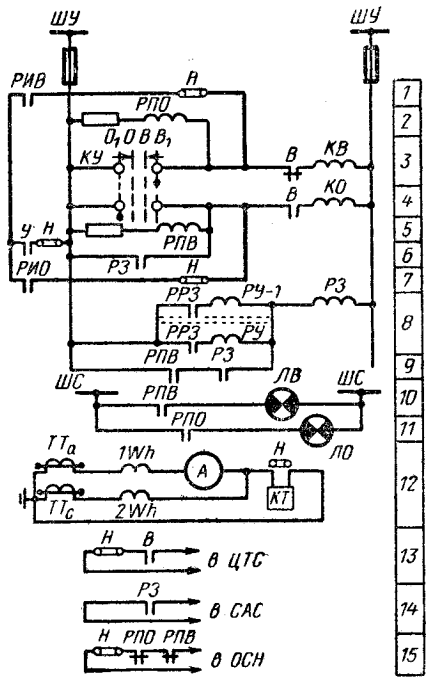 ШУ ШУ
РИВ Н 1
РПО 2
О₁ О В В₁
КУ В КВ 3
В КО 4
У Н РПВ 5
РЗ 6
РИО Н 7
РРЗ РУ-1 РЗ
РРЗ РУ 8
РПВ РЗ 9
ШС ШС
РПВ ЛВ 10
РПО ЛО 11
ТТа 1Wh А Н
КТ 12
ТТс 2Wh
Н В в ЦТС 13
РЗ в САС 14
Н РПО РПВ в ОСН 15